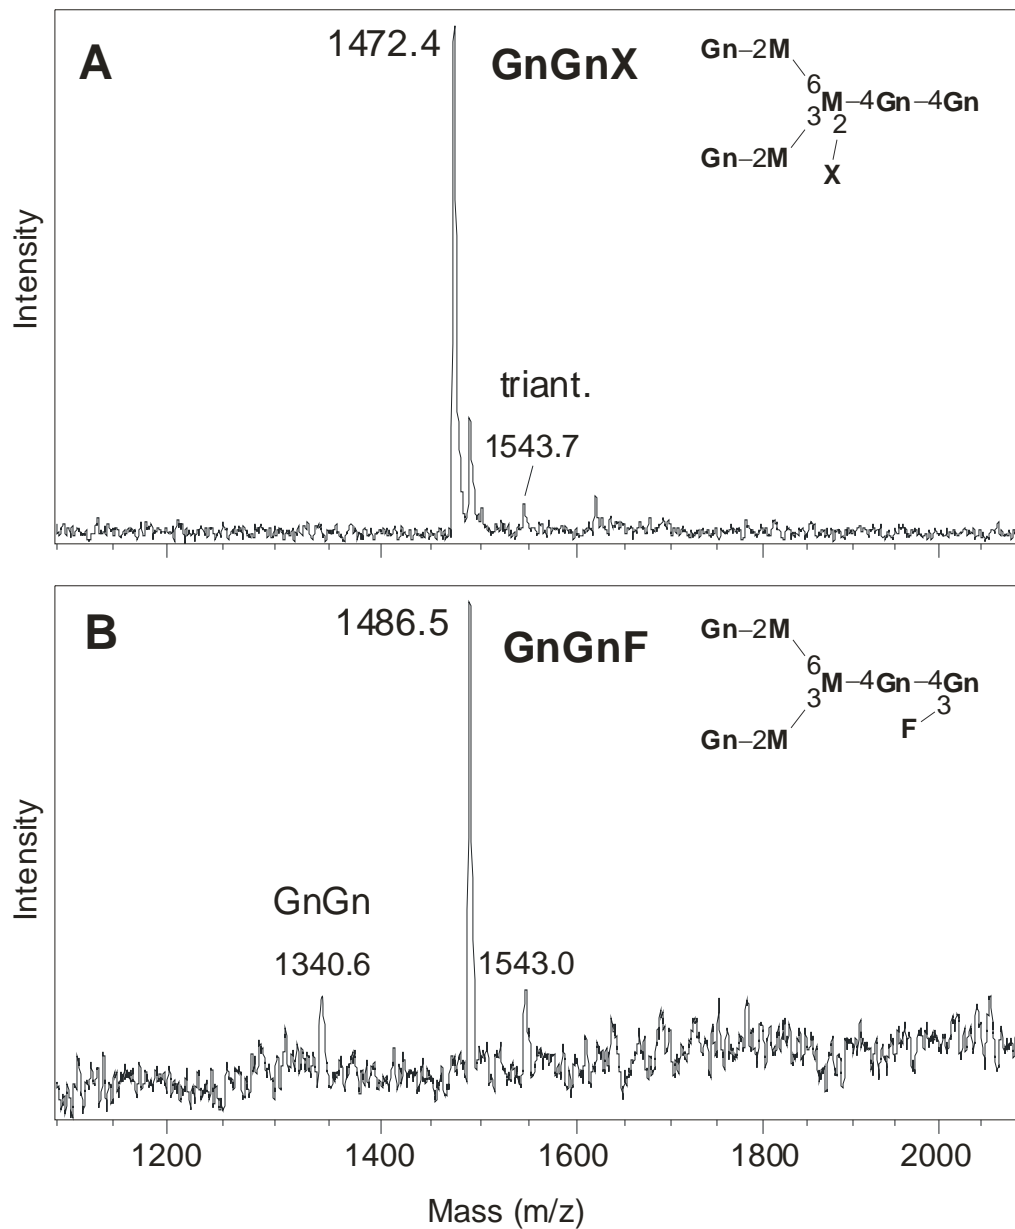 A
1472.4
GnGnX
Gn–2M
6
M–4Gn–4Gn
3
2
Gn–2M
X
triant.
1543.7
Intensity
B
1486.5
GnGnF
Gn–2M
6
M–4Gn–4Gn
3
3
F
Gn–2M
GnGn
1340.6
1543.0
Intensity
1200
1400
1600
1800
2000
Mass (m/z)